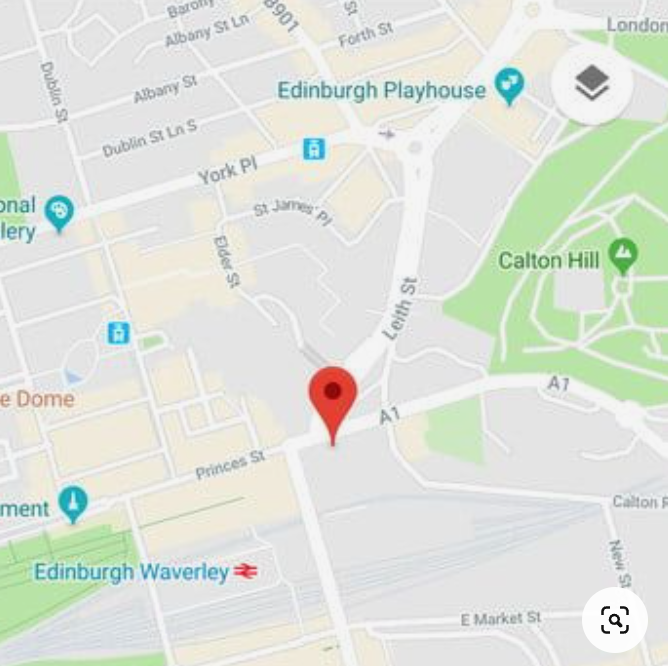 Barony
Albany St Ln
B901
St
Forth St
London
Dublin St
Albany St
Edinburgh Playhouse
Dublin St Ln S
York Pl
onal
lery
St James' Pl
Elder St
Calton Hill
Leith St
e Dome
A1
A1
Princes St
ment
Calton R
Edinburgh Waverley
New St
E Market St